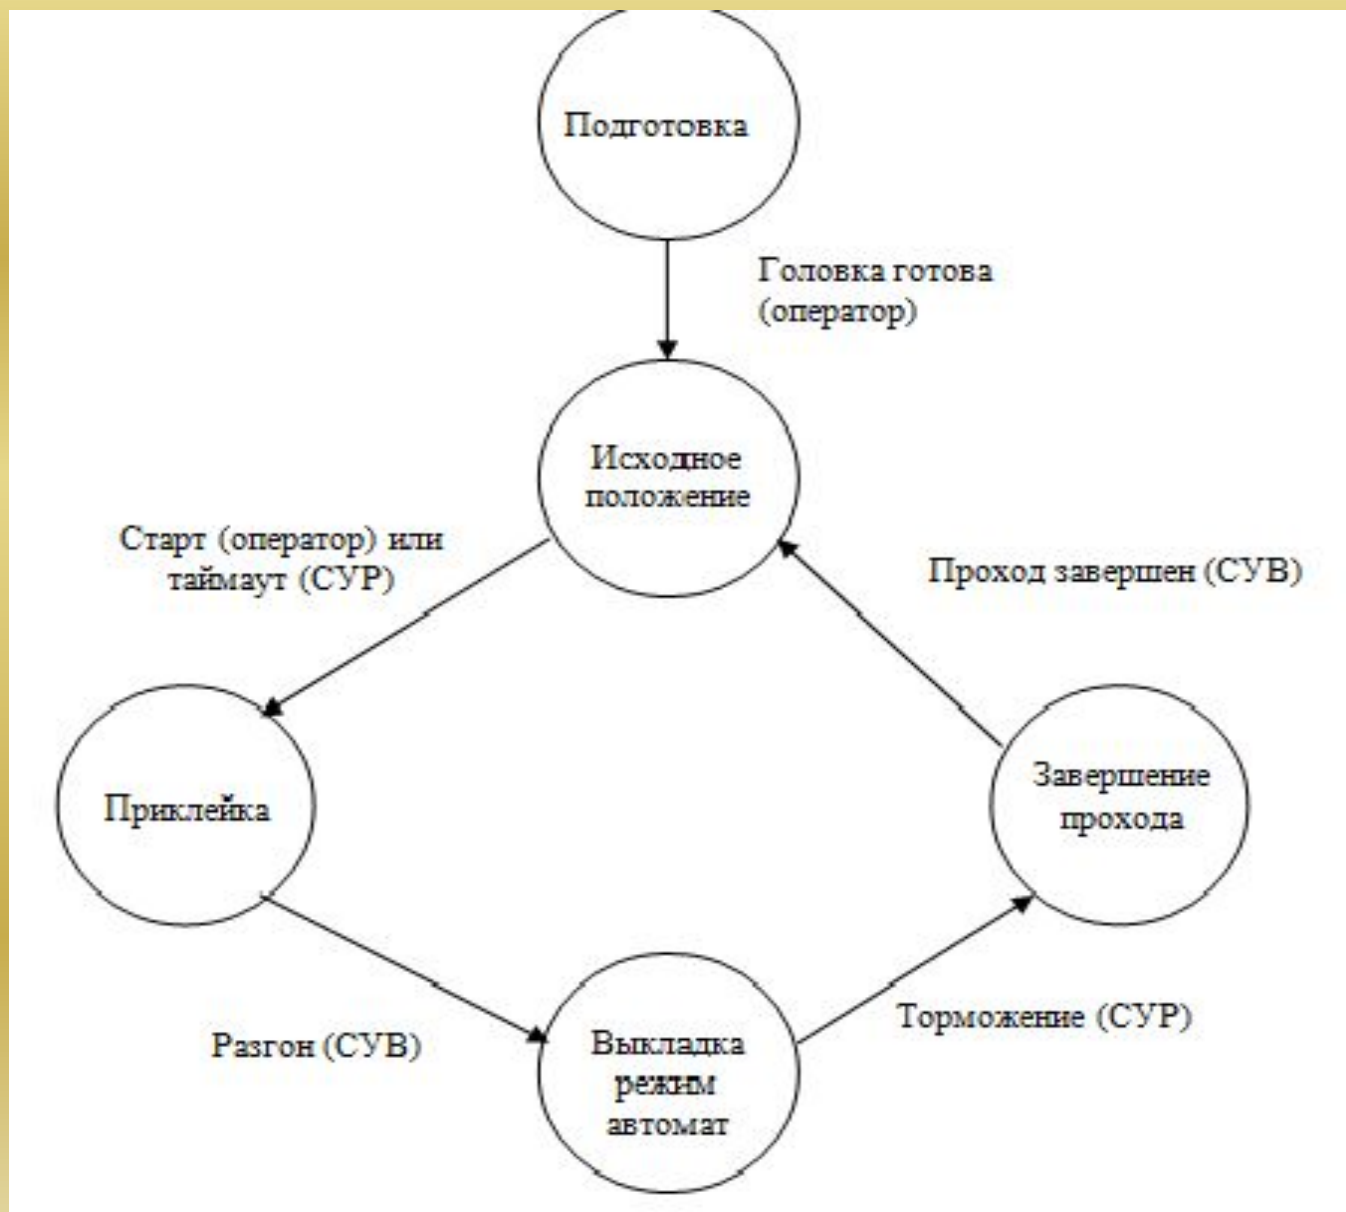 Подготовка
Головка готова
(оператор)
Исходное
положение
Старт (оператор) или
таймаут (СУР)
Проход завершен (СУВ)
Приклейка
Завершение
прохода
Разгон (СУВ)
Торможение (СУР)
Выкладка
режим
автомат